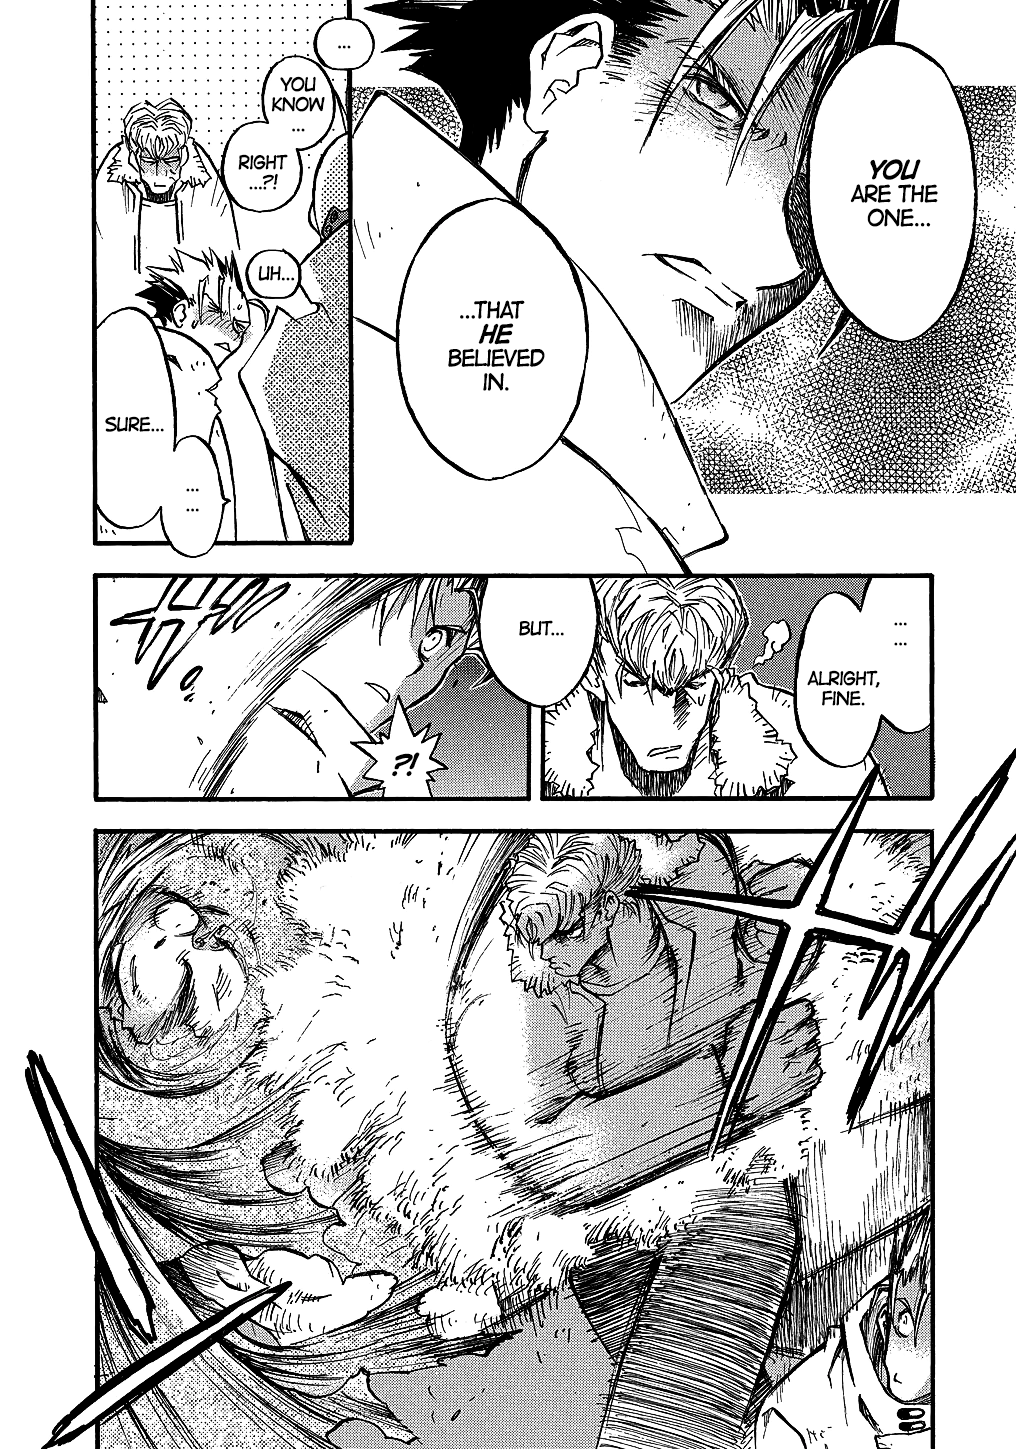 YOU
ARE THE
ONE...
...THAT
HE
BELIEVED
IN.
...
YOU
KNOW
...
RIGHT
...?!
UH...
SURE...
...
...
...
...
ALRIGHT,
FINE.
BUT...
?!